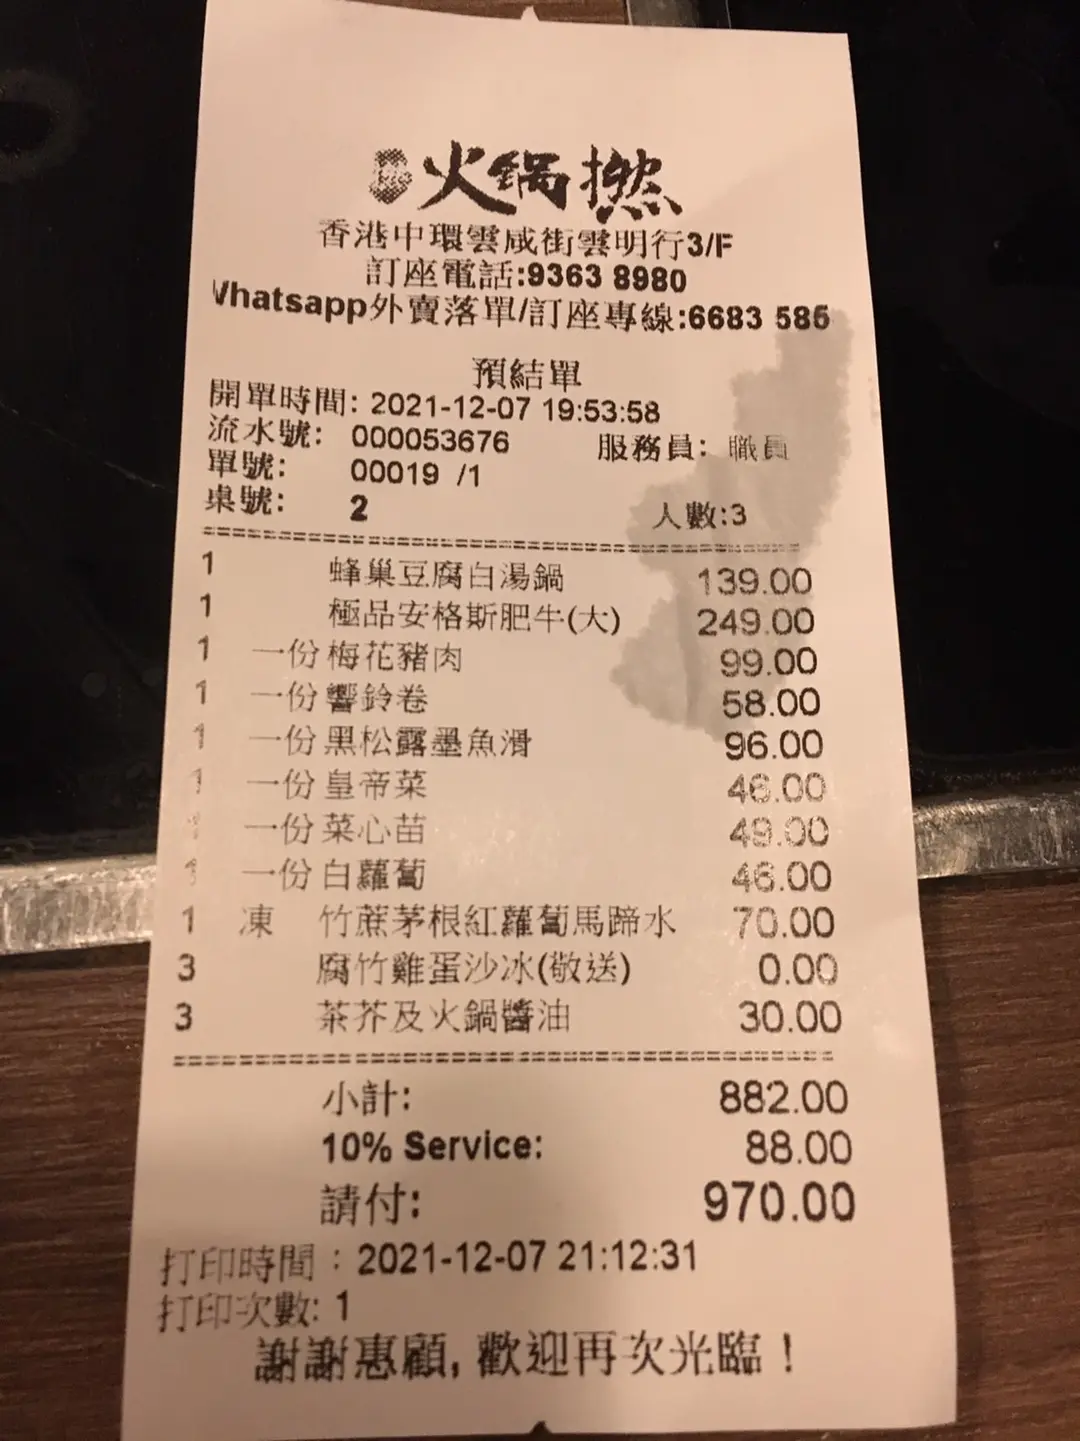 火鍋撚
香港中環雲咸街雲明行3/F
訂座電話:9363 8980
Whatsapp外賣落單/訂座專線:6683 585
預結單
開單時間: 2021-12-07 19:53:58
流水號: 000053676 服務員: 職員
單號: 00019 /1
桌號: 2 人數:3
1 蜂巢豆腐白湯鍋 139.00
1 極品安格斯肥牛(大) 249.00
1 一份 梅花豬肉 99.00
1 一份 響鈴卷 58.00
1 一份 黑松露墨魚滑 96.00
1 一份 皇帝菜 46.00
1 一份 菜心苗 49.00
1 一份 白蘿蔔 46.00
1 凍 竹蔗茅根紅蘿蔔馬蹄水 70.00
3 腐竹雞蛋沙冰(敬送) 0.00
3 茶芥及火鍋醬油 30.00
小計: 882.00
10% Service: 88.00
請付: 970.00
打印時間：2021-12-07 21:12:31
打印次數: 1
謝謝惠顧, 歡迎再次光臨！